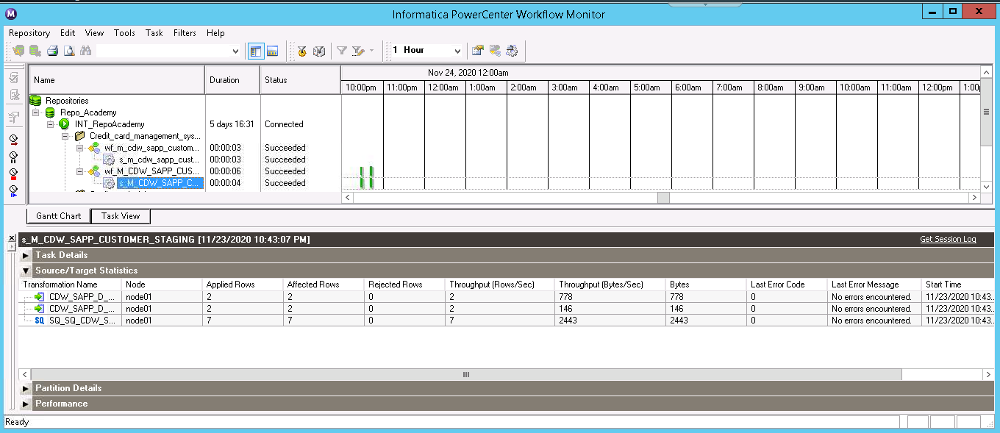 Informatica PowerCenter Workflow Monitor
Repository Edit View Tools Task Filters Help
1 Hour
Name Duration Status Nov 24, 2020 12:00am
10:00pm 11:00pm 12:00am 1:00am 2:00am 3:00am 4:00am 5:00am 6:00am 7:00am 8:00am 9:00am 10:00am 11:00am 12:00pm 1:00p
Repositories
Repo_Academy
INT_RepoAcademy 5 days 16:31 Connected
Credit_card_management_sys...
wf_m_cdw_sapp_custom... 00:00:03 Succeeded
s_m_cdw_sapp_cust... 00:00:03 Succeeded
wf_M_CDW_SAPP_CUS... 00:00:06 Succeeded
s_M_CDW_SAPP_C... 00:00:04 Succeeded
Gantt Chart Task View
s_M_CDW_SAPP_CUSTOMER_STAGING [11/23/2020 10:43:07 PM] Get Session Log
Task Details
Source/Target Statistics
Transformation Name Node Applied Rows Affected Rows Rejected Rows Throughput (Rows/Sec) Throughput (Bytes/Sec) Bytes Last Error Code Last Error Message Start Time
CDW_SAPP_D_... node01 2 2 0 2 778 778 0 No errors encountered. 11/23/2020 10:43...
CDW_SAPP_D_... node01 2 2 0 2 146 146 0 No errors encountered. 11/23/2020 10:43...
SQ SQ_SQ_CDW_S... node01 7 7 0 7 2443 2443 0 No errors encountered. 11/23/2020 10:43...
Partition Details
Performance
Ready